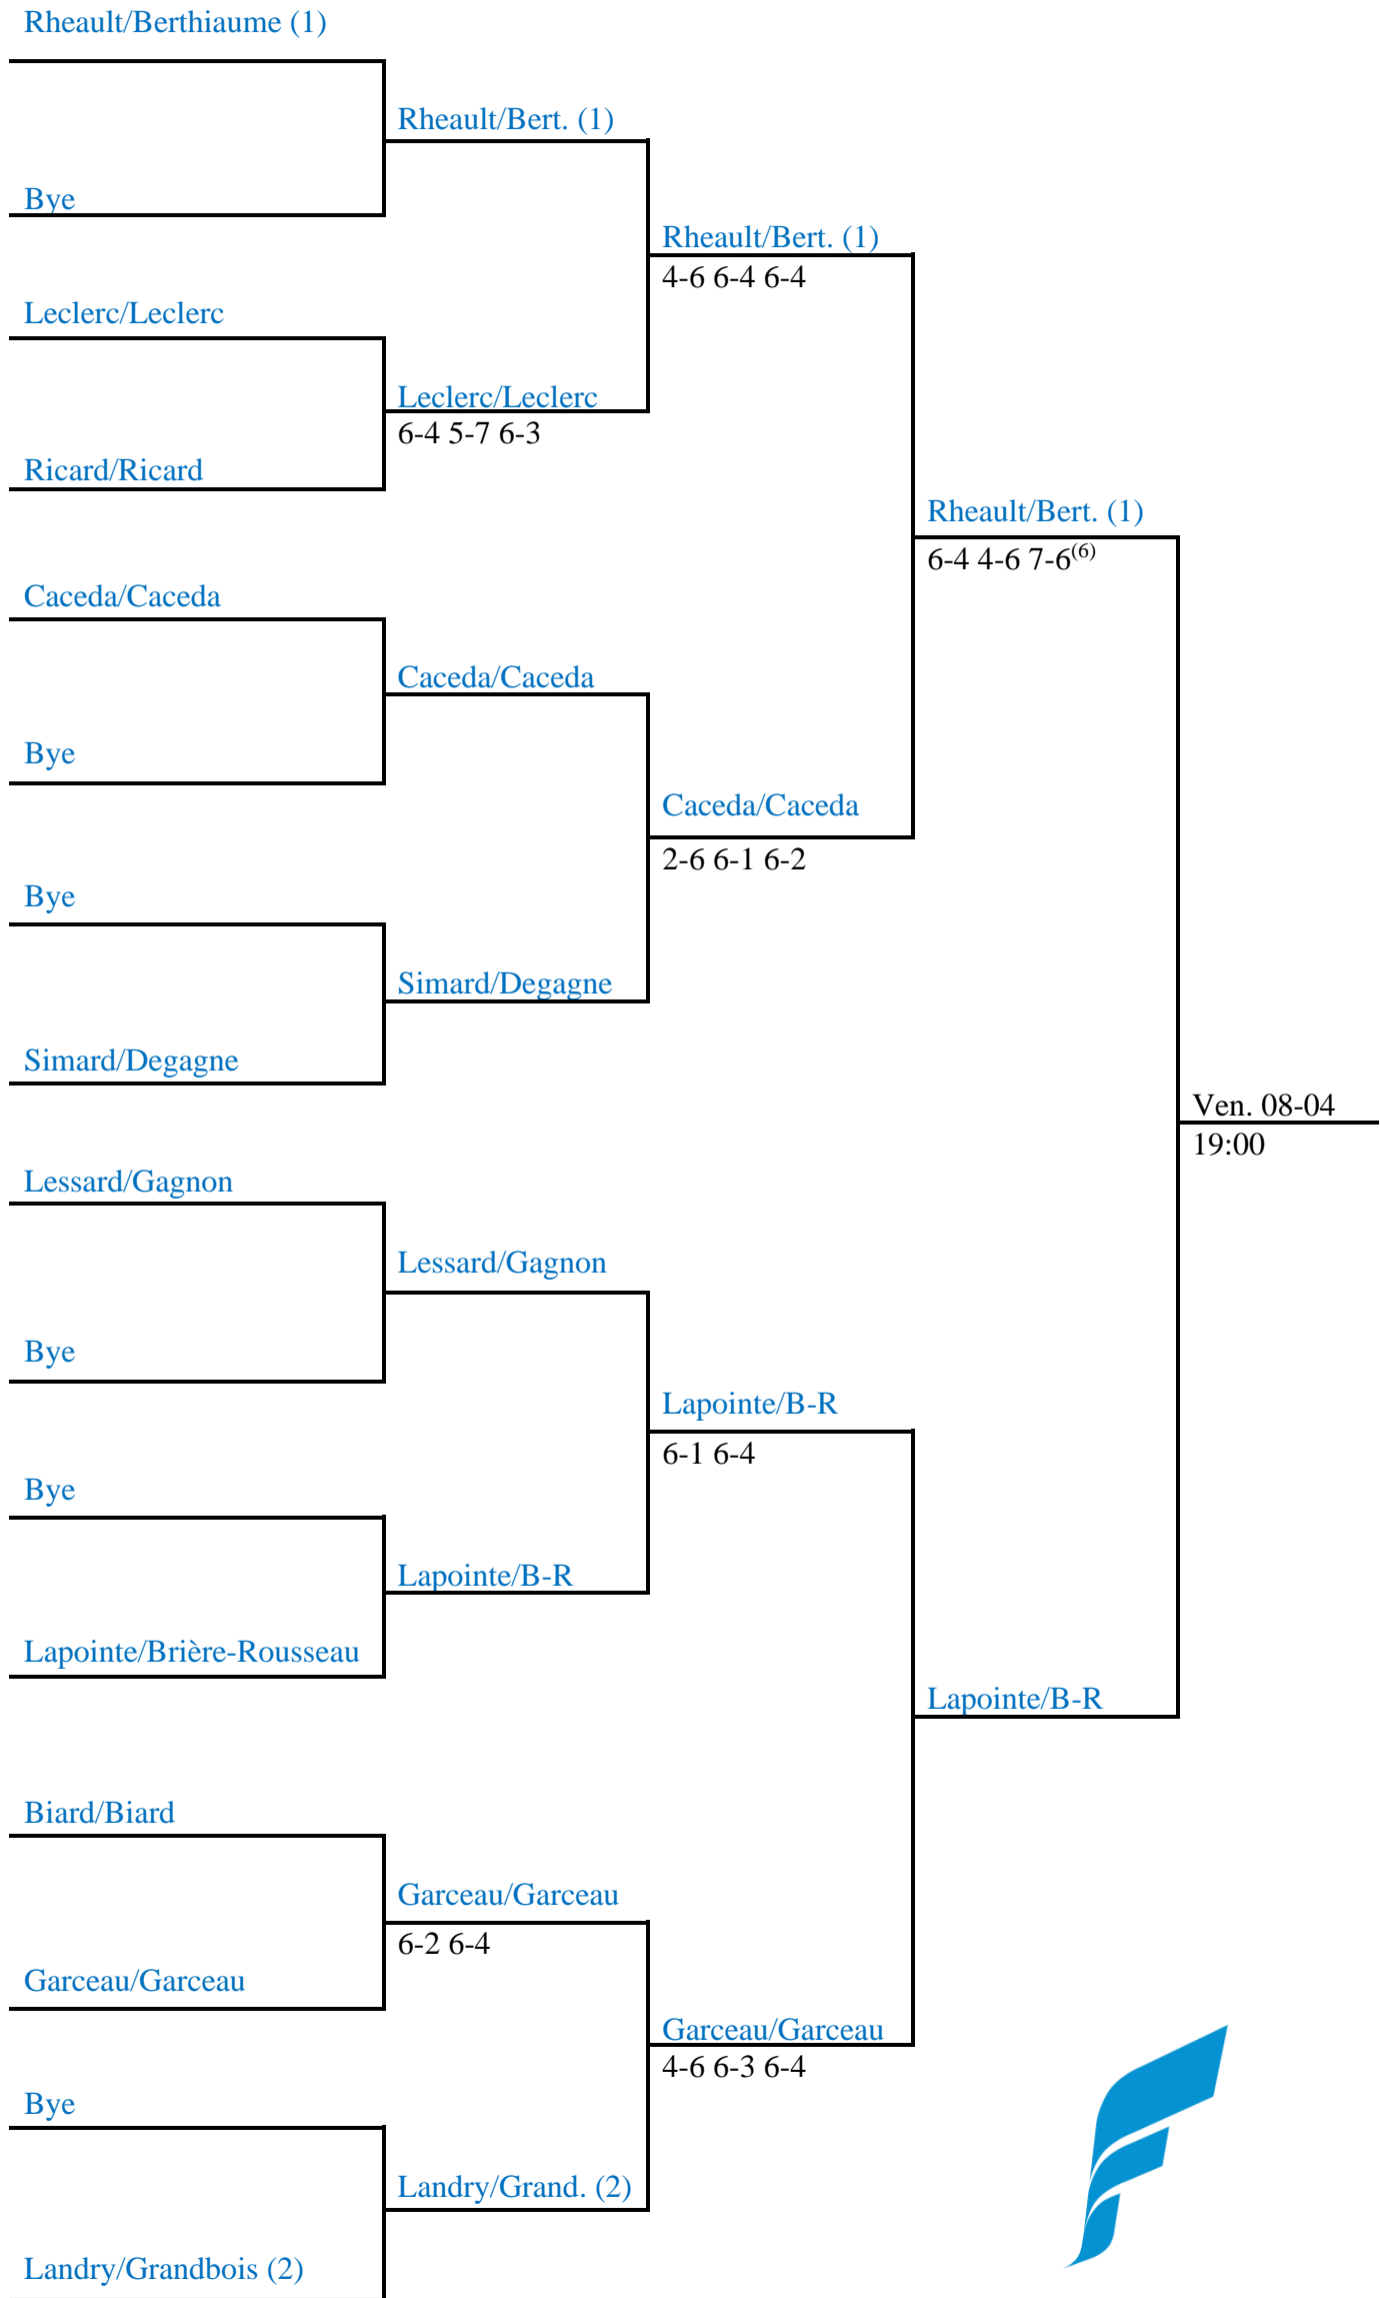 Rheault/Berthiaume (1)
Rheault/Bert. (1)
Bye
Rheault/Bert. (1)
4-6 6-4 6-4
Leclerc/Leclerc
Leclerc/Leclerc
6-4 5-7 6-3
Ricard/Ricard
Rheault/Bert. (1)
6-4 4-6 7-6(6)
Caceda/Caceda
Caceda/Caceda
Bye
Caceda/Caceda
2-6 6-1 6-2
Bye
Simard/Degagne
Simard/Degagne
Ven. 08-04
19:00
Lessard/Gagnon
Lessard/Gagnon
Bye
Lapointe/B-R
6-1 6-4
Bye
Lapointe/B-R
Lapointe/Brière-Rousseau
Lapointe/B-R
Biard/Biard
Garceau/Garceau
6-2 6-4
Garceau/Garceau
Garceau/Garceau
4-6 6-3 6-4
Bye
Landry/Grand. (2)
Landry/Grandbois (2)